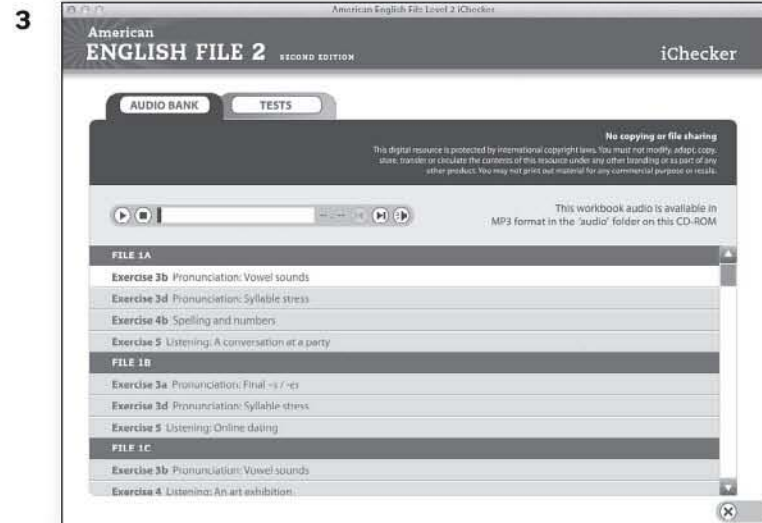 3
American English File Level 2 iChecker
American
ENGLISH FILE 2 SECOND EDITION
iChecker
AUDIO BANK
TESTS
No copying or file sharing
This digital resource is protected by international copyright laws. You must not modify, adapt, copy,
store, transfer or circulate the contents of this resource under any other branding or as part of any
other product. You may not print out material for any commercial purpose or resale.
This workbook audio is available in
MP3 format in the 'audio' folder on this CD-ROM
FILE 1A
Exercise 3b Pronunciation: Vowel sounds
Exercise 3d Pronunciation: Syllable stress
Exercise 4b Spelling and numbers
Exercise 5 Listening: A conversation at a party
FILE 1B
Exercise 3a Pronunciation: Final -s / -es
Exercise 3d Pronunciation: Syllable stress
Exercise 5 Listening: Online dating
FILE 1C
Exercise 3b Pronunciation: Vowel sounds
Exercise 4 Listening: An art exhibition